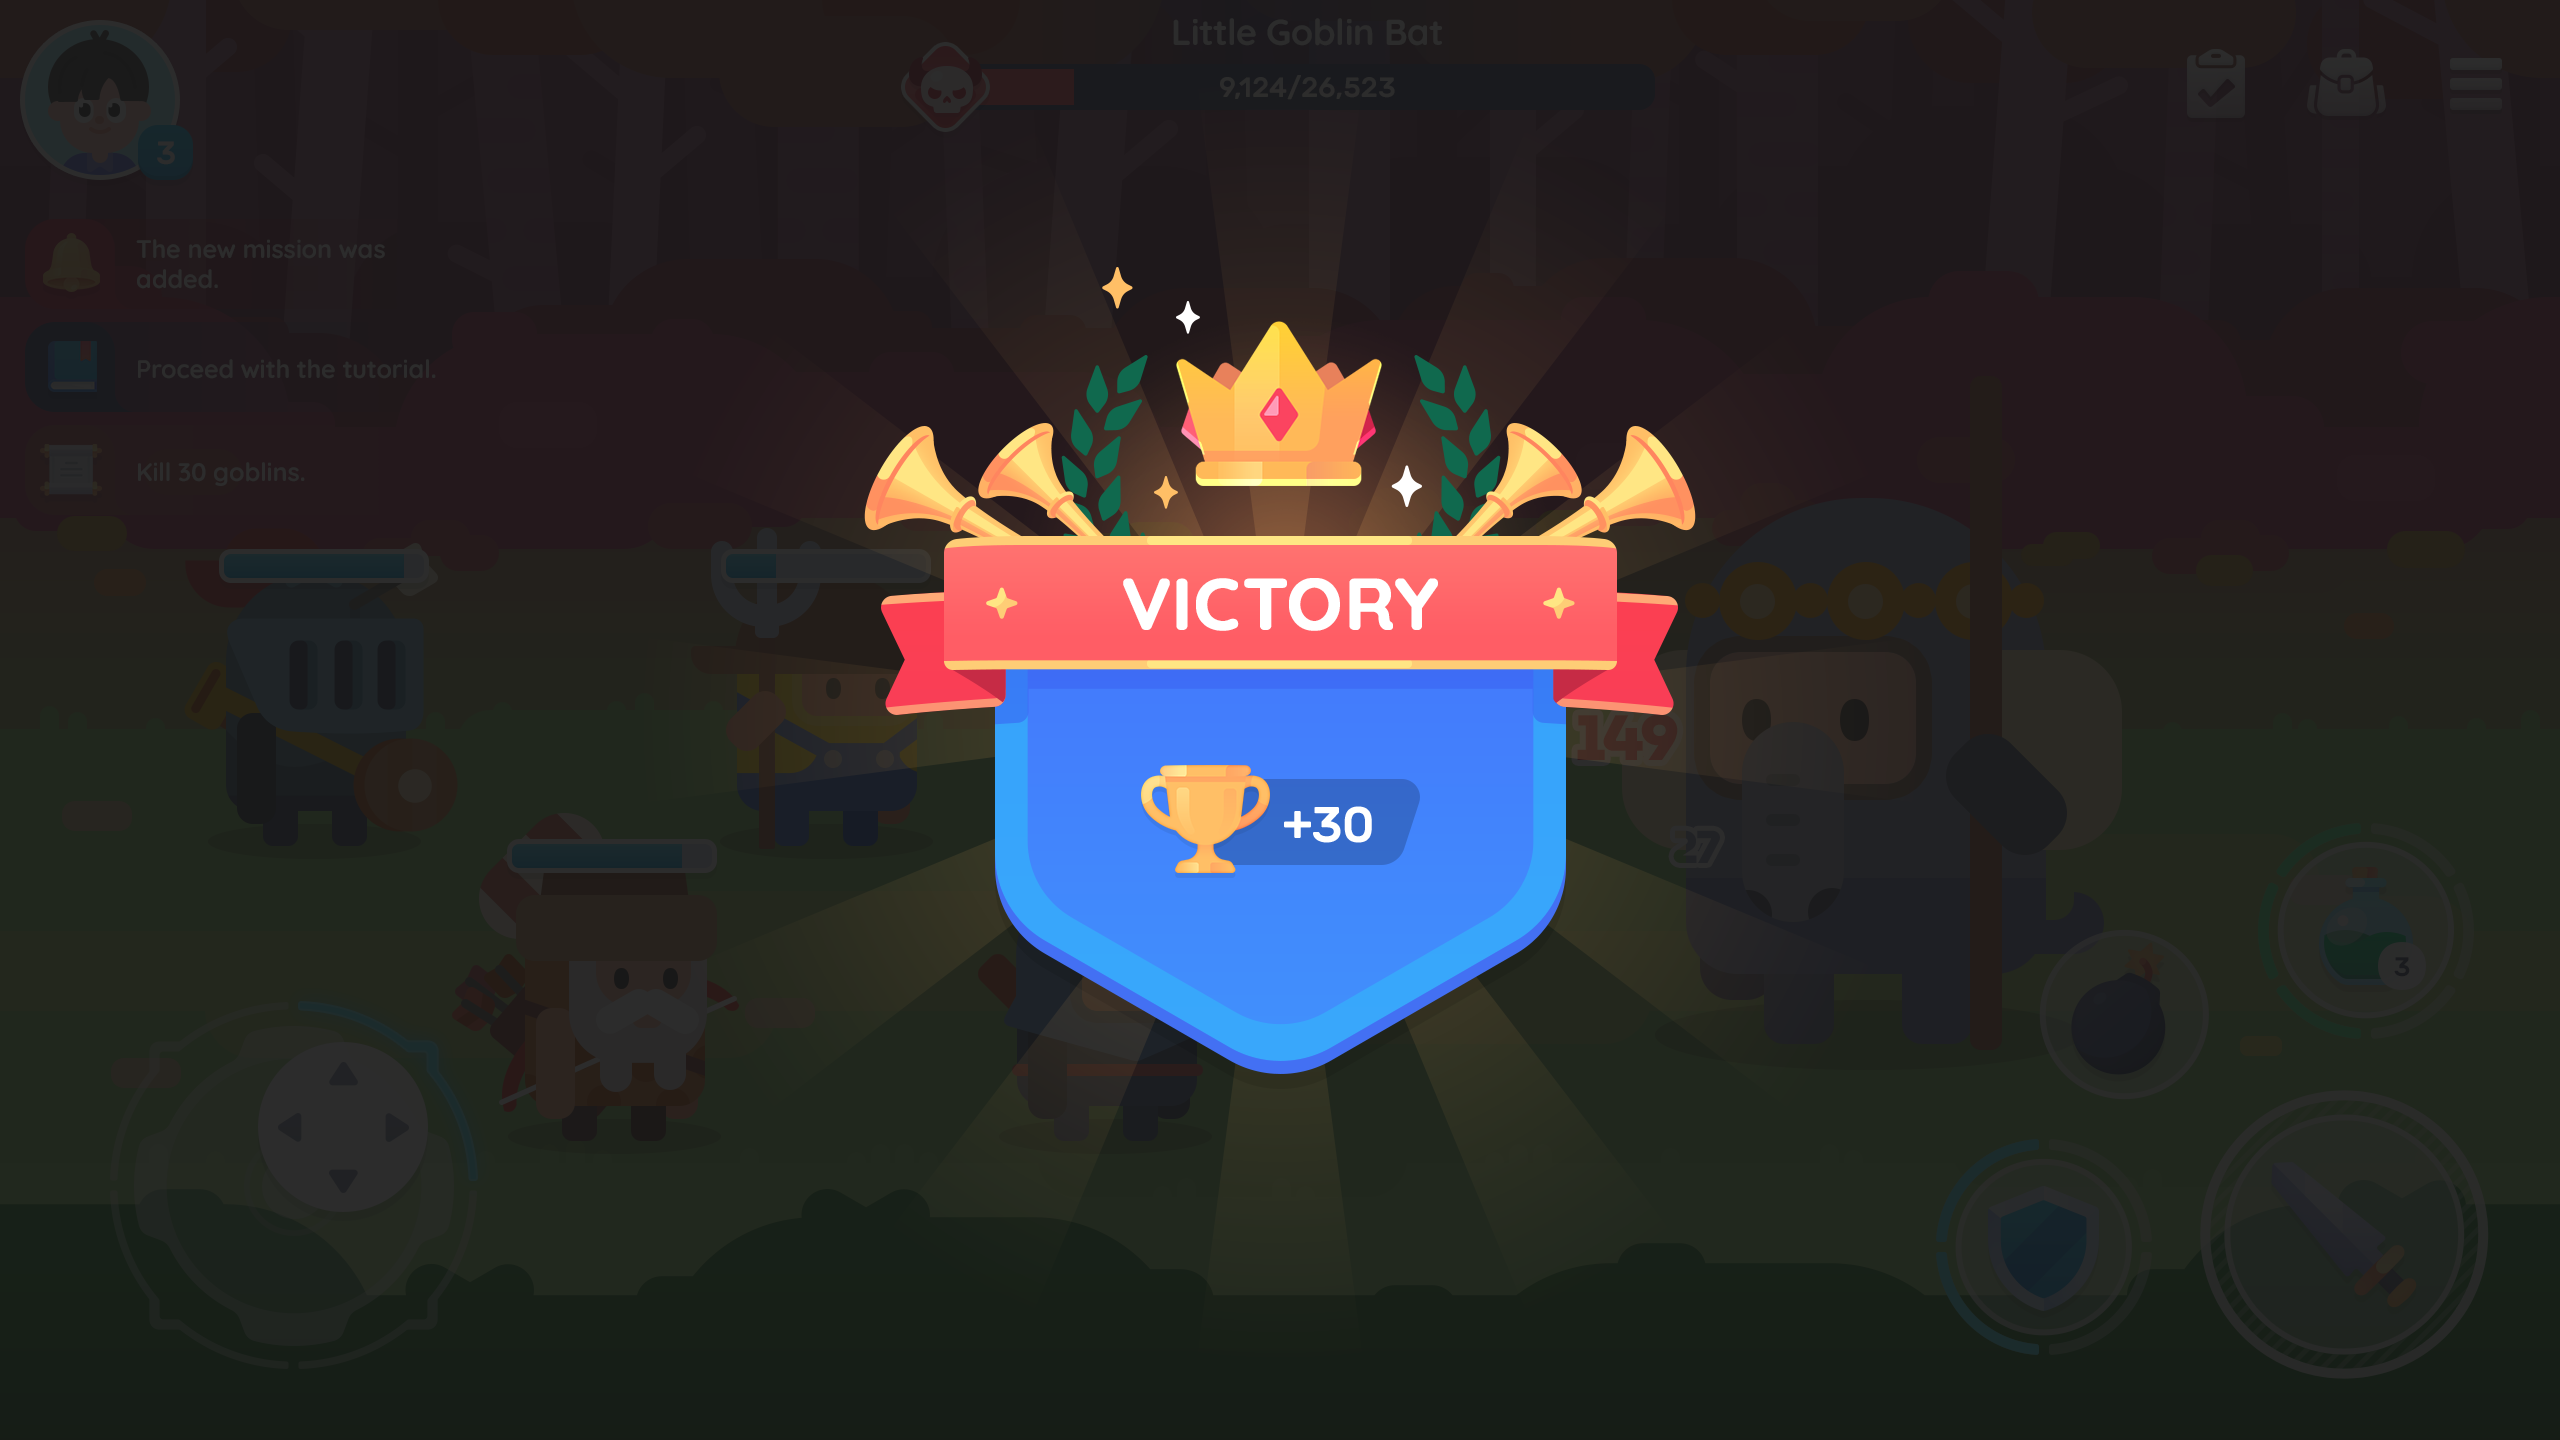 Little Goblin Bat
9,124/26,523
3
The new mission was
added.
Proceed with the tutorial.
Kill 30 goblins.
VICTORY
149
+30
27
3